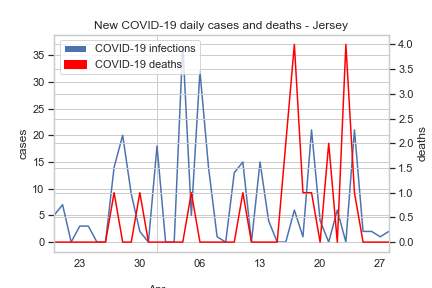 New COVID-19 daily cases and deaths - Jersey
COVID-19 infections
COVID-19 deaths
cases
35
30
25
20
15
10
5
0
4.0
3.5
3.0
2.5
2.0
1.5
1.0
0.5
0.0
deaths
23 30 06 13 20 27